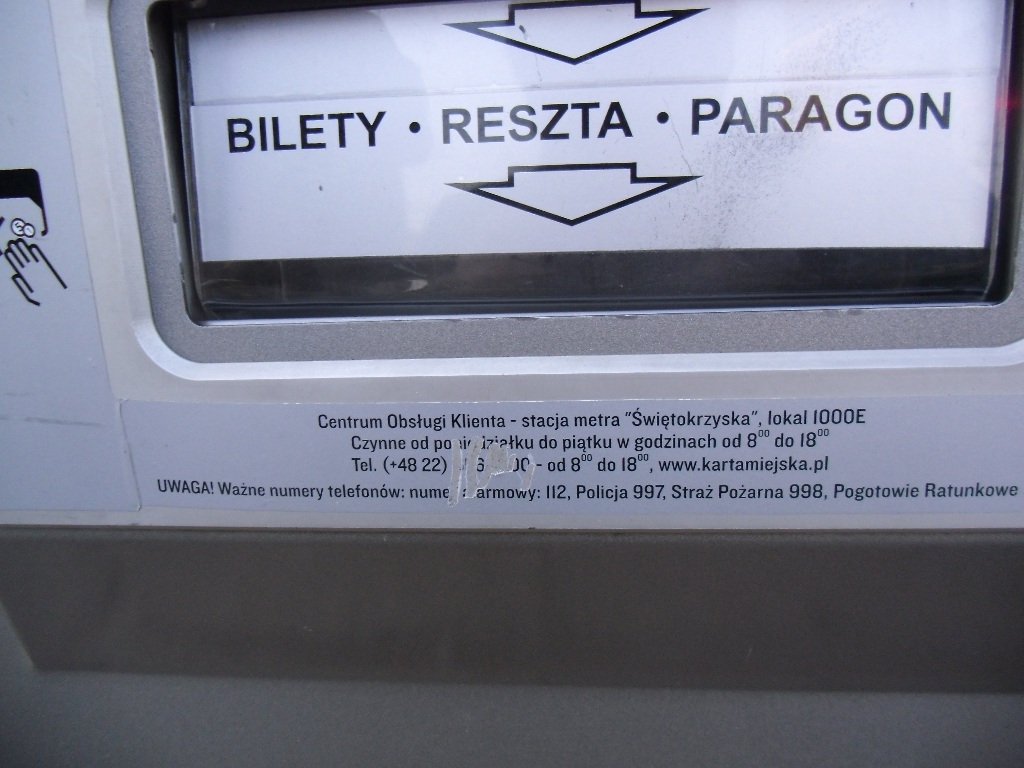 BILETY • RESZTA • PARAGON
Centrum Obsługi Klienta - stacja metra "Świętokrzyska", lokal 1000E
Czynne od poniedziałku do piątku w godzinach od 8⁰⁰ do 18⁰⁰
Tel. (+48 22) - od 8⁰⁰ do 18⁰⁰, www.kartamiejska.pl
UWAGA! Ważne numery telefonów: 112, Policja 997, Straż Pożarna 998, Pogotowie Ratunkowe